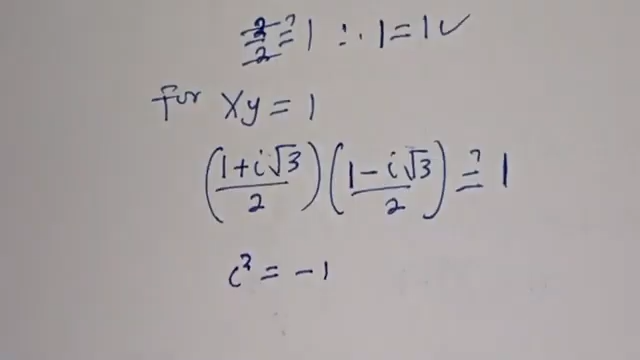 2/2 ≟ 1 ∴ 1 = 1 ✓
for xy = 1
((1+i√3)/2)((1-i√3)/2) ≟ 1
i² = -1